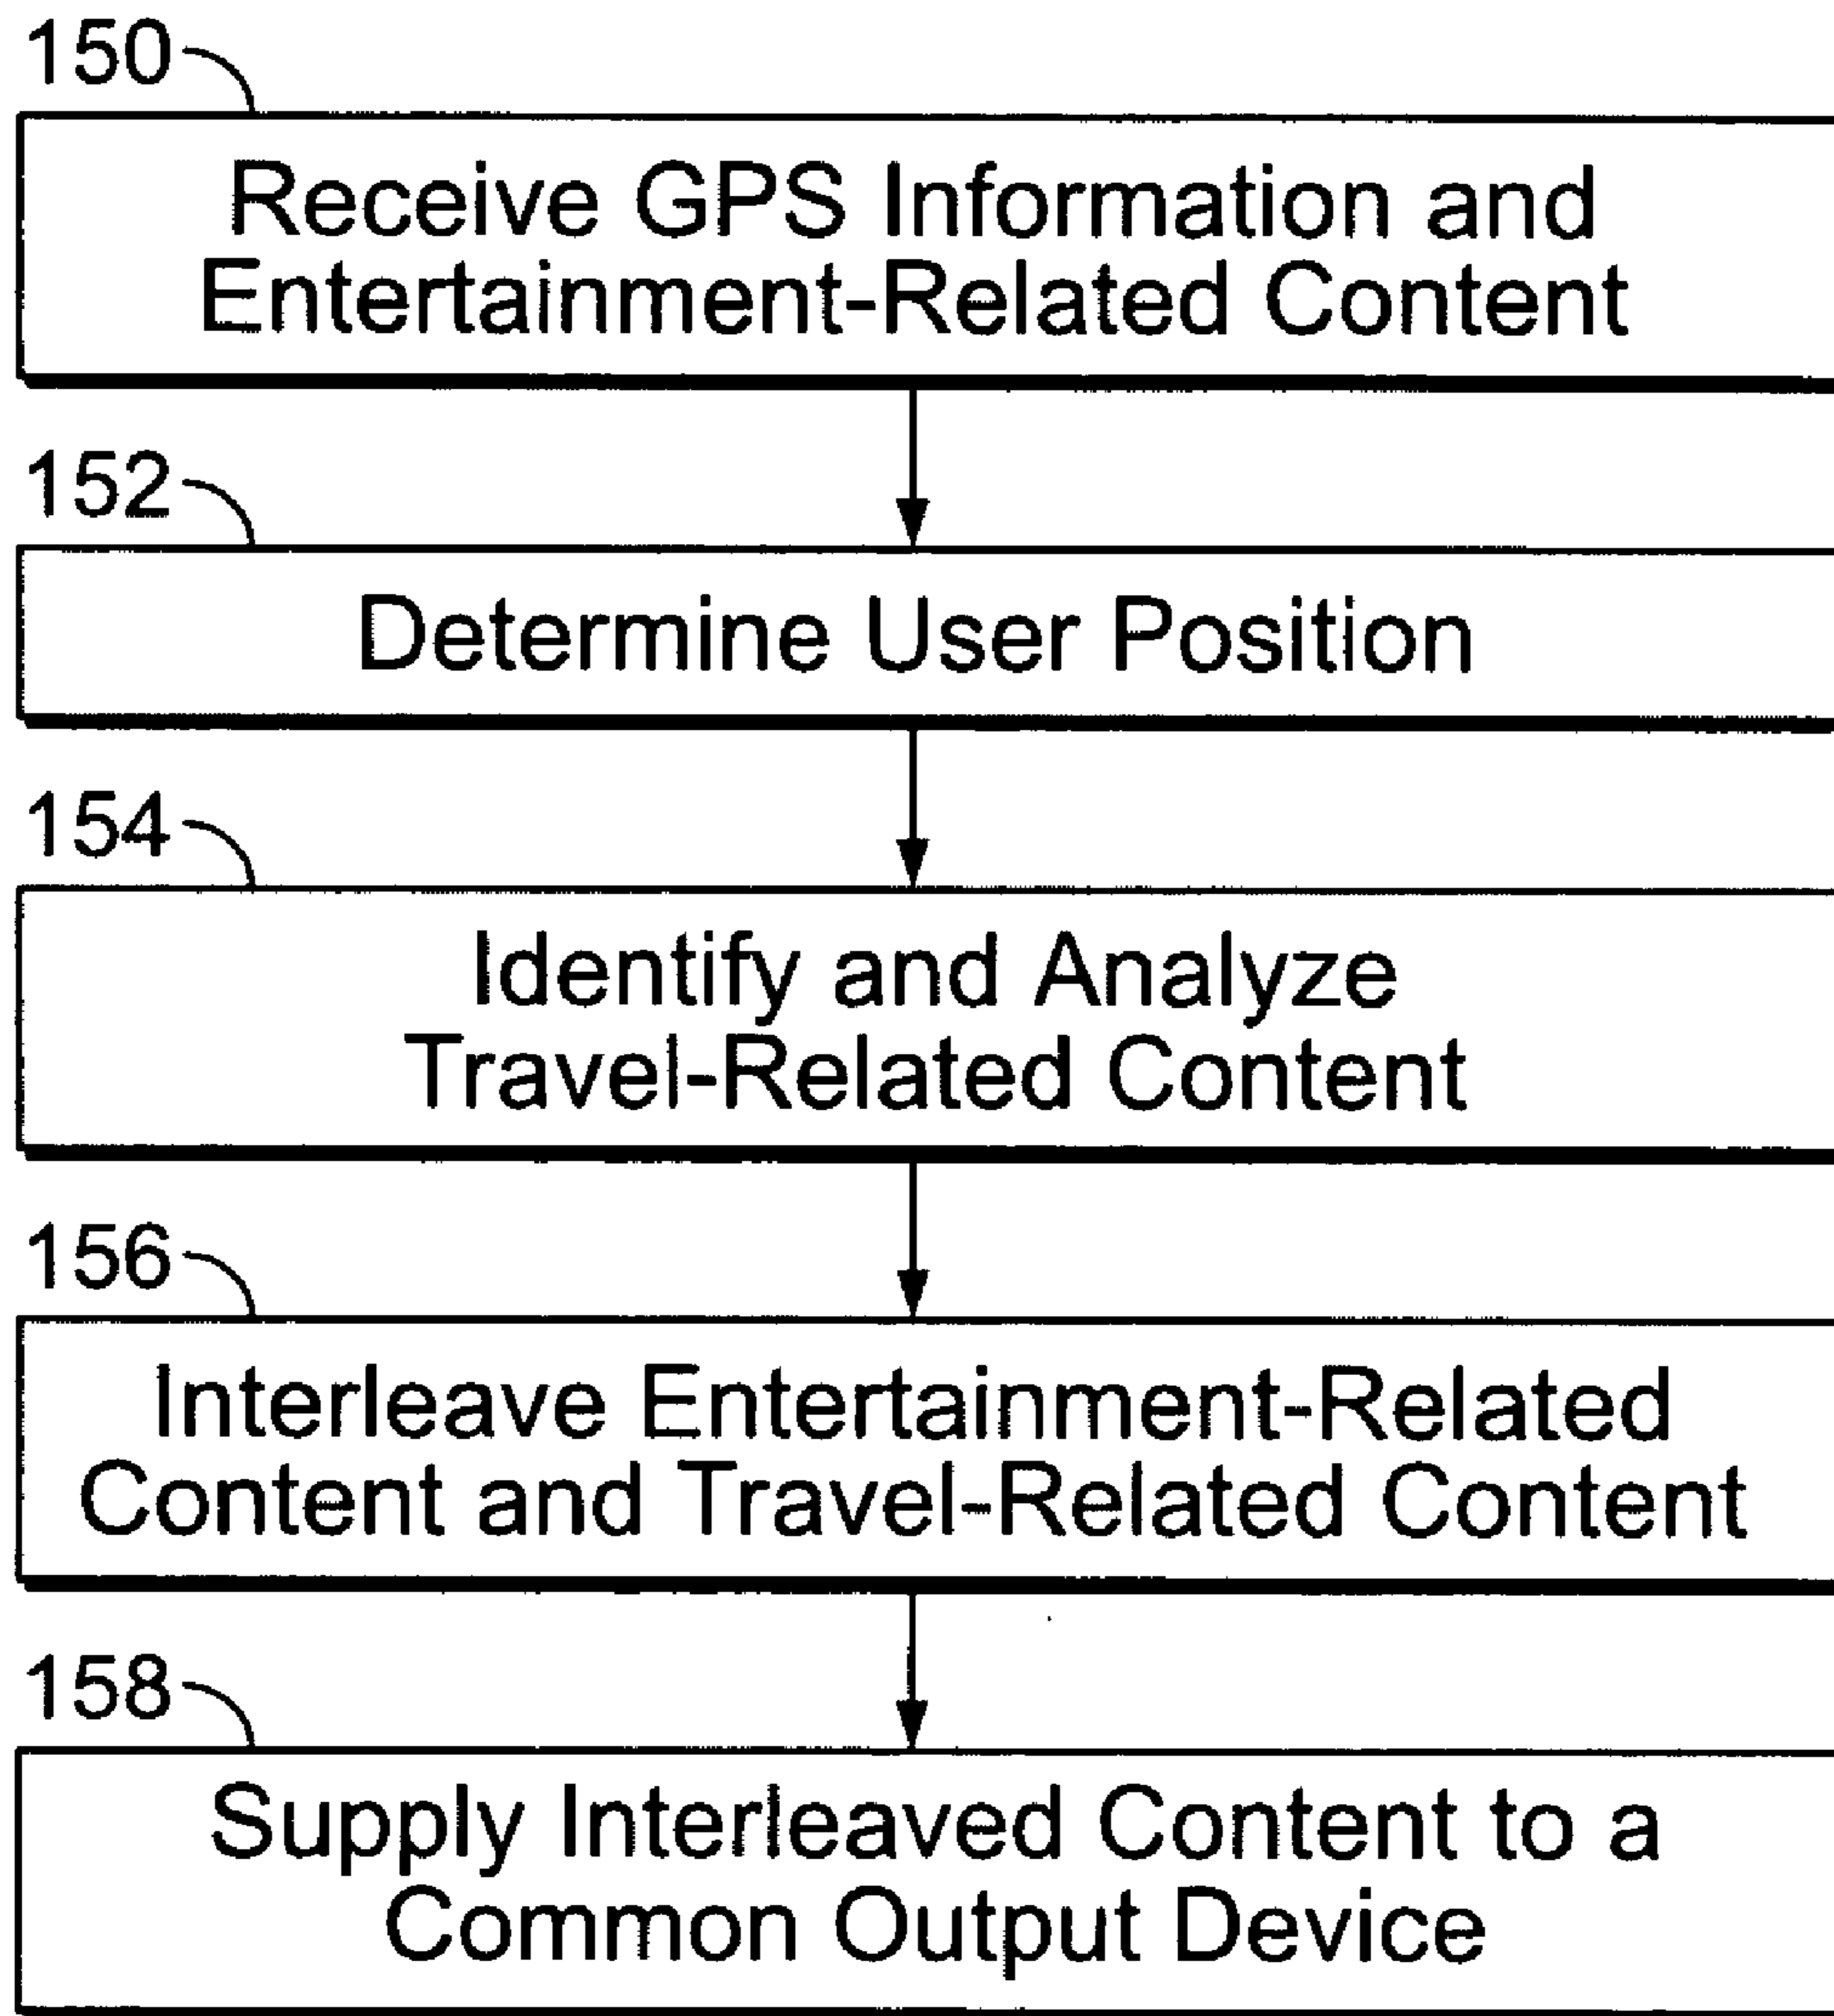 150
Receive GPS Information and
Entertainment-Related Content
152
Determine User Position
154
Identify and Analyze
Travel-Related Content
156
Interleave Entertainment-Related
Content and Travel-Related Content
158
Supply Interleaved Content to a
Common Output Device